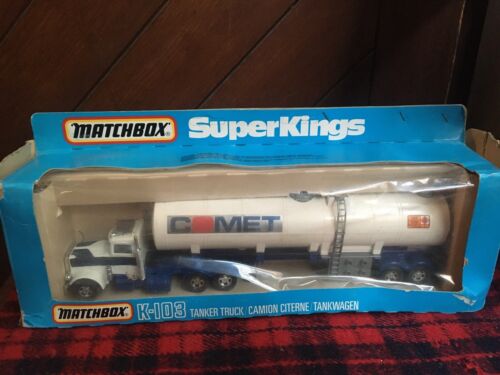 MATCHBOX SuperKings
COMET
MATCHBOX K-103 TANKER TRUCK/CAMION CITERNE/TANKWAGEN